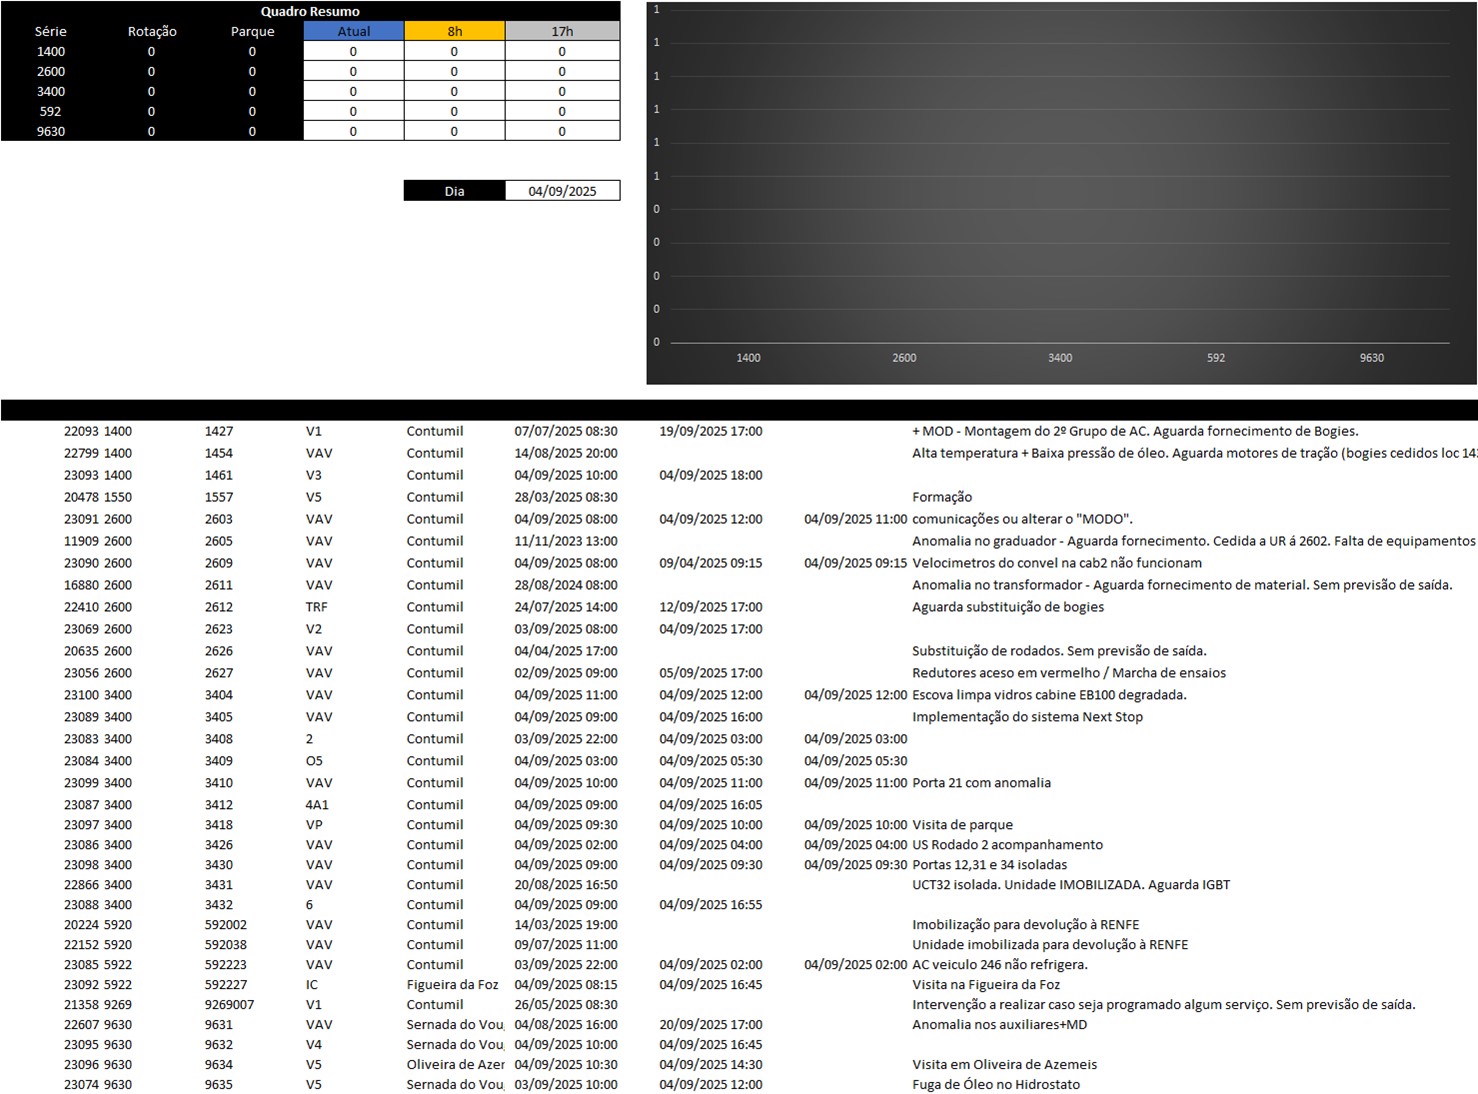 Quadro Resumo
Série Rotação Parque Atual 8h 17h
1400 0 0 0 0 0
2600 0 0 0 0 0
3400 0 0 0 0 0
592 0 0 0 0 0
9630 0 0 0 0 0
Dia 04/09/2025
1
1
1
1
1
1
0
0
0
0
0
1400 2600 3400 592 9630
22093 1400 1427 V1 Contumil 07/07/2025 08:30 19/09/2025 17:00 + MOD - Montagem do 2º Grupo de AC. Aguarda fornecimento de Bogies.
22799 1400 1454 VAV Contumil 14/08/2025 20:00 Alta temperatura + Baixa pressão de óleo. Aguarda motores de tração (bogies cedidos loc 143
23093 1400 1461 V3 Contumil 04/09/2025 10:00 04/09/2025 18:00
20478 1550 1557 V5 Contumil 28/03/2025 08:30 Formação
23091 2600 2603 VAV Contumil 04/09/2025 08:00 04/09/2025 12:00 04/09/2025 11:00 comunicações ou alterar o "MODO".
11909 2600 2605 VAV Contumil 11/11/2023 13:00 Anomalia no graduador - Aguarda fornecimento. Cedida a UR á 2602. Falta de equipamentos
23090 2600 2609 VAV Contumil 04/09/2025 08:00 09/04/2025 09:15 04/09/2025 09:15 Velocimetros do convel na cab2 não funcionam
16880 2600 2611 VAV Contumil 28/08/2024 08:00 Anomalia no transformador - Aguarda fornecimento de material. Sem previsão de saída.
22410 2600 2612 TRF Contumil 24/07/2025 14:00 12/09/2025 17:00 Aguarda substituição de bogies
23069 2600 2623 V2 Contumil 03/09/2025 08:00 04/09/2025 17:00
20635 2600 2626 VAV Contumil 04/04/2025 17:00 Substituição de rodados. Sem previsão de saída.
23056 2600 2627 VAV Contumil 02/09/2025 09:00 05/09/2025 17:00 Redutores aceso em vermelho / Marcha de ensaios
23100 3400 3404 VAV Contumil 04/09/2025 11:00 04/09/2025 12:00 04/09/2025 12:00 Escova limpa vidros cabine EB100 degradada.
23089 3400 3405 VAV Contumil 04/09/2025 09:00 04/09/2025 16:00 Implementação do sistema Next Stop
23083 3400 3408 2 Contumil 03/09/2025 22:00 04/09/2025 03:00 04/09/2025 03:00
23084 3400 3409 O5 Contumil 04/09/2025 03:00 04/09/2025 05:30 04/09/2025 05:30
23099 3400 3410 VAV Contumil 04/09/2025 10:00 04/09/2025 11:00 04/09/2025 11:00 Porta 21 com anomalia
23087 3400 3412 4A1 Contumil 04/09/2025 09:00 04/09/2025 16:05
23097 3400 3418 VP Contumil 04/09/2025 09:30 04/09/2025 10:00 04/09/2025 10:00 Visita de parque
23086 3400 3426 VAV Contumil 04/09/2025 02:00 04/09/2025 04:00 04/09/2025 04:00 US Rodado 2 acompanhamento
23098 3400 3430 VAV Contumil 04/09/2025 09:00 04/09/2025 09:30 04/09/2025 09:30 Portas 12,31 e 34 isoladas
22866 3400 3431 VAV Contumil 20/08/2025 16:50 UCT32 isolada. Unidade IMOBILIZADA. Aguarda IGBT
23088 3400 3432 6 Contumil 04/09/2025 09:00 04/09/2025 16:55
20224 5920 592002 VAV Contumil 14/03/2025 19:00 Imobilização para devolução à RENFE
22152 5920 592038 VAV Contumil 09/07/2025 11:00 Unidade imobilizada para devolução à RENFE
23085 5922 592223 VAV Contumil 03/09/2025 22:00 04/09/2025 02:00 04/09/2025 02:00 AC veiculo 246 não refrigera.
23092 5922 592227 IC Figueira da Foz 04/09/2025 08:15 04/09/2025 16:45 Visita na Figueira da Foz
21358 9269 9269007 V1 Contumil 26/05/2025 08:30 Intervenção a realizar caso seja programado algum serviço. Sem previsão de saída.
22607 9630 9631 VAV Sernada do Voug 04/08/2025 16:00 20/09/2025 17:00 Anomalia nos auxiliares+MD
23095 9630 9632 V4 Sernada do Voug 04/09/2025 10:00 04/09/2025 16:45
23096 9630 9634 V5 Oliveira de Azer 04/09/2025 10:30 04/09/2025 14:30 Visita em Oliveira de Azemeis
23074 9630 9635 V5 Sernada do Voug 03/09/2025 10:00 04/09/2025 12:00 Fuga de Óleo no Hidrostato